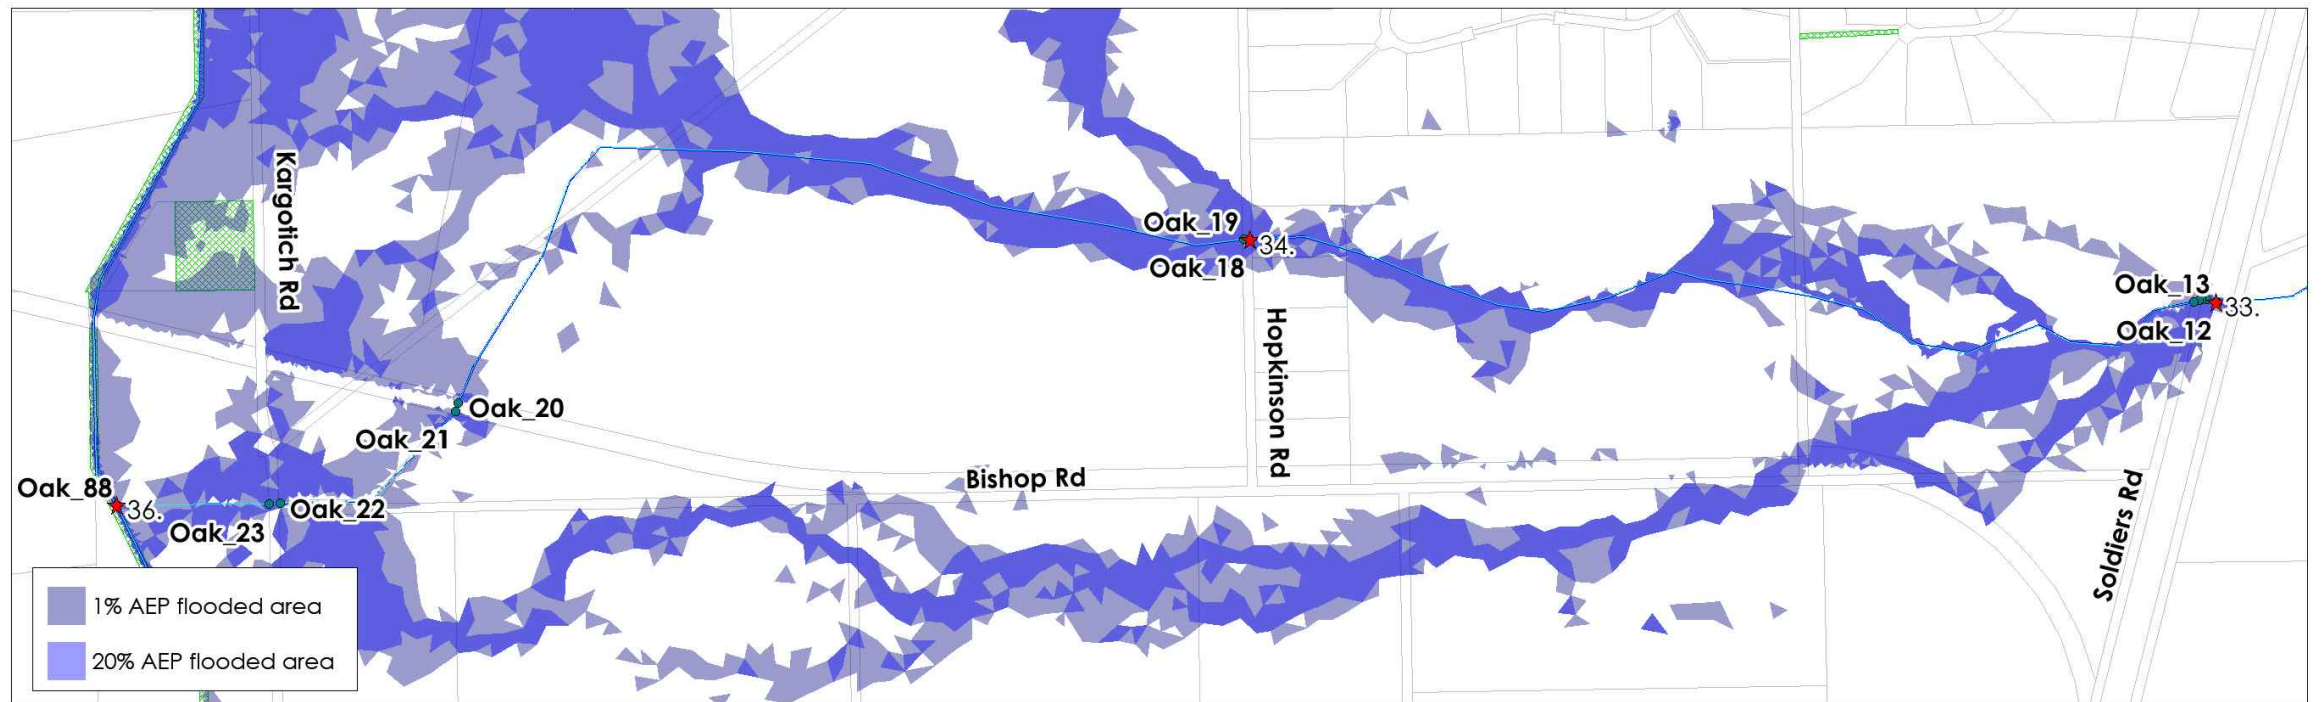 Kargotich Rd
Oak_19
34.
Oak_18
Oak_13
33.
Oak_12
Hopkinson Rd
Oak_20
Oak_21
Bishop Rd
Oak_88
36.
Oak_22
Oak_23
Soldiers Rd
1% AEP flooded area
20% AEP flooded area